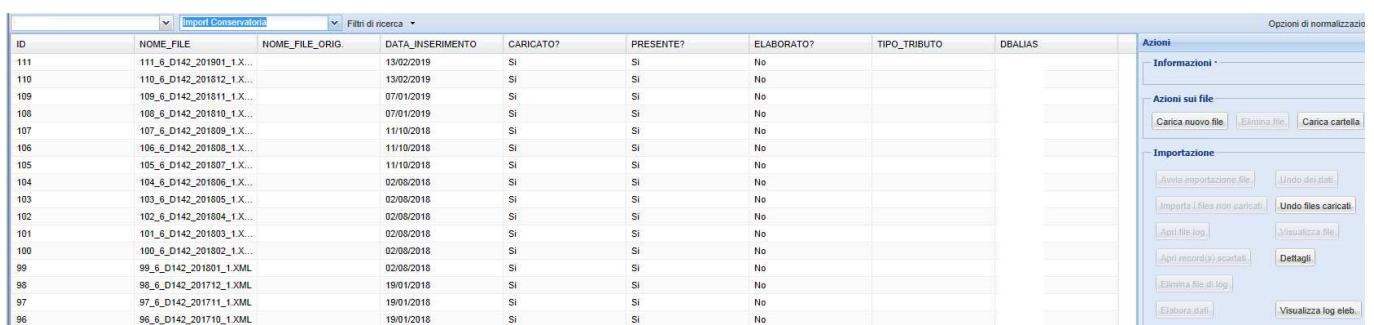 Import Conservatoria Filtri di ricerca Opzioni di normalizzazio
ID NOME_FILE NOME_FILE_ORIG. DATA_INSERIMENTO CARICATO? PRESENTE? ELABORATO? TIPO_TRIBUTO DBALIAS
111 111_6_D142_201901_1.X... 13/02/2019 Si Si No
110 110_6_D142_201812_1.X... 13/02/2019 Si Si No
109 109_6_D142_201811_1.X... 07/01/2019 Si Si No
108 108_6_D142_201810_1.X... 07/01/2019 Si Si No
107 107_6_D142_201809_1.X... 11/10/2018 Si Si No
106 106_6_D142_201808_1.X... 11/10/2018 Si Si No
105 105_6_D142_201807_1.X... 11/10/2018 Si Si No
104 104_6_D142_201806_1.X... 02/08/2018 Si Si No
103 103_6_D142_201805_1.X... 02/08/2018 Si Si No
102 102_6_D142_201804_1.X... 02/08/2018 Si Si No
101 101_6_D142_201803_1.X... 02/08/2018 Si Si No
100 100_6_D142_201802_1.X... 02/08/2018 Si Si No
99 99_6_D142_201801_1.XML 02/08/2018 Si Si No
98 98_6_D142_201712_1.XML 19/01/2018 Si Si No
97 97_6_D142_201711_1.XML 19/01/2018 Si Si No
96 96_6_D142_201710_1.XML 19/01/2018 Si Si No
Azioni
Informazioni
Azioni sui file
Carica nuovo file Elimina file Carica cartella
Importazione
Avvia importazione file Undo dei dati
Importa i files non caricati Undo files caricati
Apri file log Visualizza file
Apri record(s) scartati Dettagli
Elimina file di log
Elabora dati Visualizza log eleb.